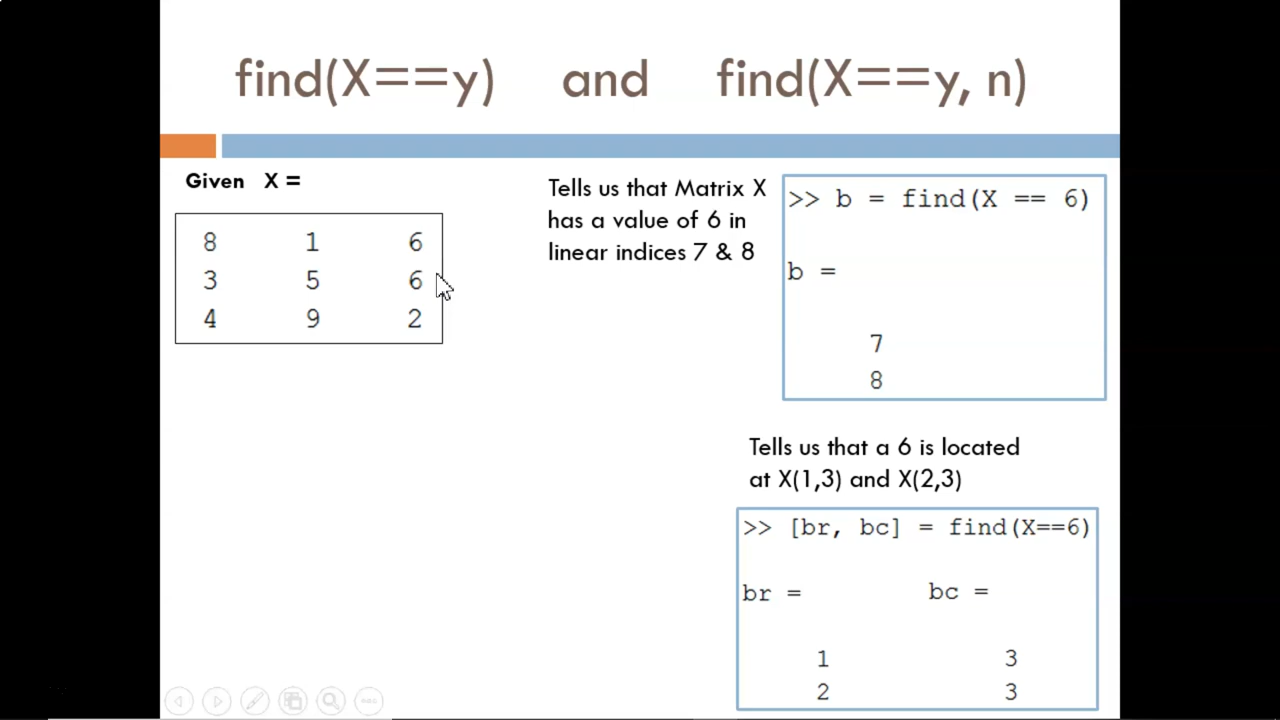 find(X==y) and find(X==y, n)
Given X =
8 1 6
3 5 6
4 9 2
Tells us that Matrix X
has a value of 6 in
linear indices 7 & 8
>> b = find(X == 6)
b =
7
8
Tells us that a 6 is located
at X(1,3) and X(2,3)
>> [br, bc] = find(X==6)
br = bc =
1 3
2 3